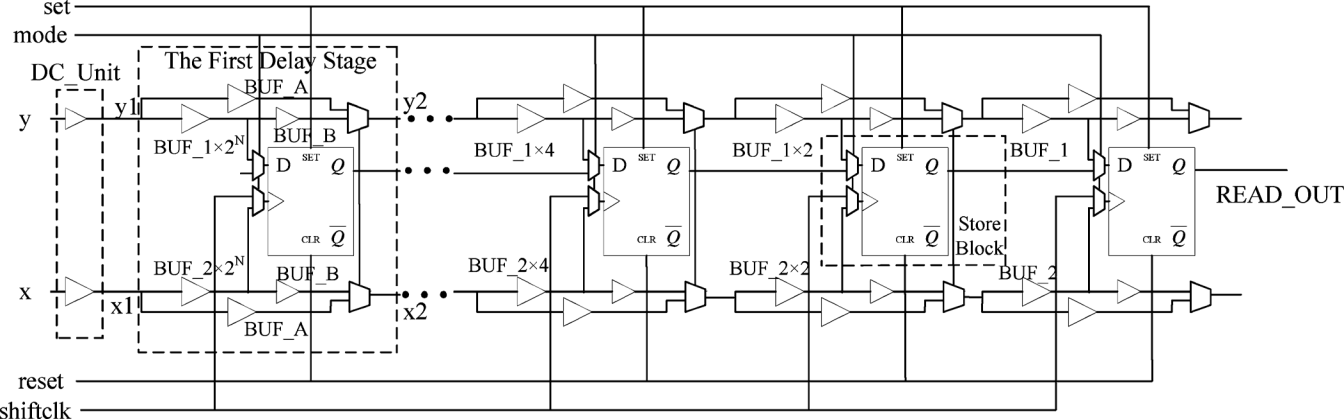 set
mode
The First Delay Stage
DC_Unit
BUF_A
y
y1
y2
BUF_B
BUF_1×2^N
BUF_1×4
BUF_1×2
BUF_1
D SET Q
D SET Q
D SET Q
D SET Q
READ_OUT
CLR Q̅
CLR Q̅
CLR Q̅
CLR Q̅
Store
Block
BUF_2×2^N
BUF_B
BUF_2×4
BUF_2×2
BUF_2
x
x1
x2
BUF_A
reset
shiftclk